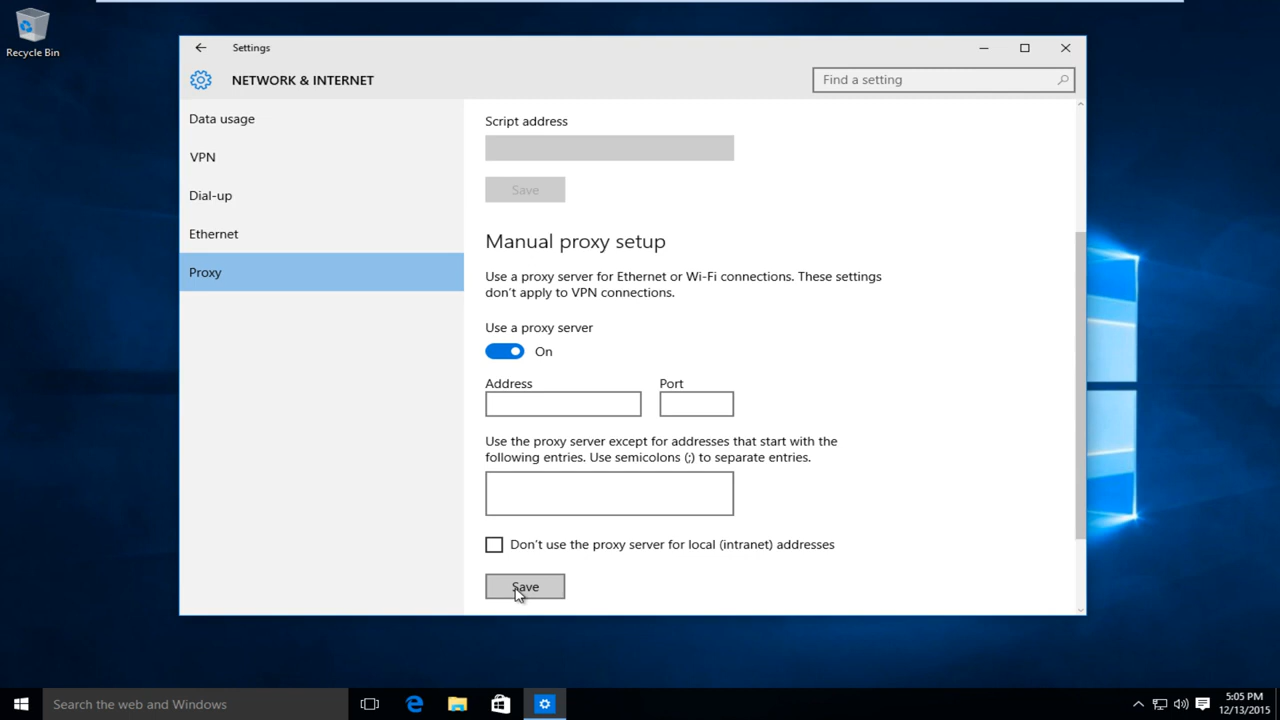 Recycle Bin
Settings
NETWORK & INTERNET
Find a setting
Data usage
VPN
Dial-up
Ethernet
Proxy
Script address
Save
Manual proxy setup
Use a proxy server for Ethernet or Wi-Fi connections. These settings
don't apply to VPN connections.
Use a proxy server
On
Address Port
Use the proxy server except for addresses that start with the
following entries. Use semicolons (;) to separate entries.
Don't use the proxy server for local (intranet) addresses
Save
Search the web and Windows
5:05 PM
12/13/2015